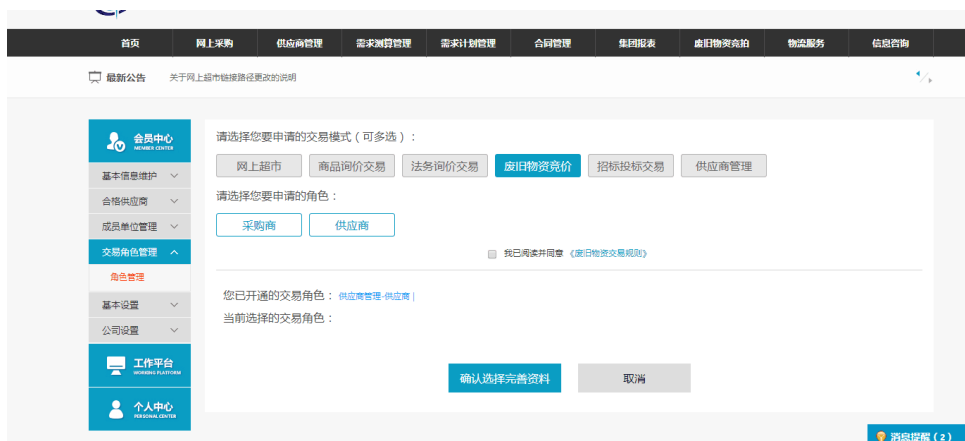 首页 网上采购 供应商管理 需求测算管理 需求计划管理 合同管理 集团报表 废旧物资竞拍 物流服务 信息咨询
最新公告 关于网上超市链接路径更改的说明
会员中心
MEMBER CENTER
基本信息维护
合格供应商
成员单位管理
交易角色管理
角色管理
基本设置
公司设置
工作平台
WORKING PLATFORM
个人中心
PERSONAL CENTER
请选择您要申请的交易模式（可多选）：
网上超市 商品询价交易 法务询价交易 废旧物资竞价 招标投标交易 供应商管理
请选择您要申请的角色：
采购商 供应商
我已阅读并同意 《废旧物资交易规则》
您已开通的交易角色： 供应商管理-供应商 |
当前选择的交易角色：
确认选择完善资料 取消
消息提醒（2）